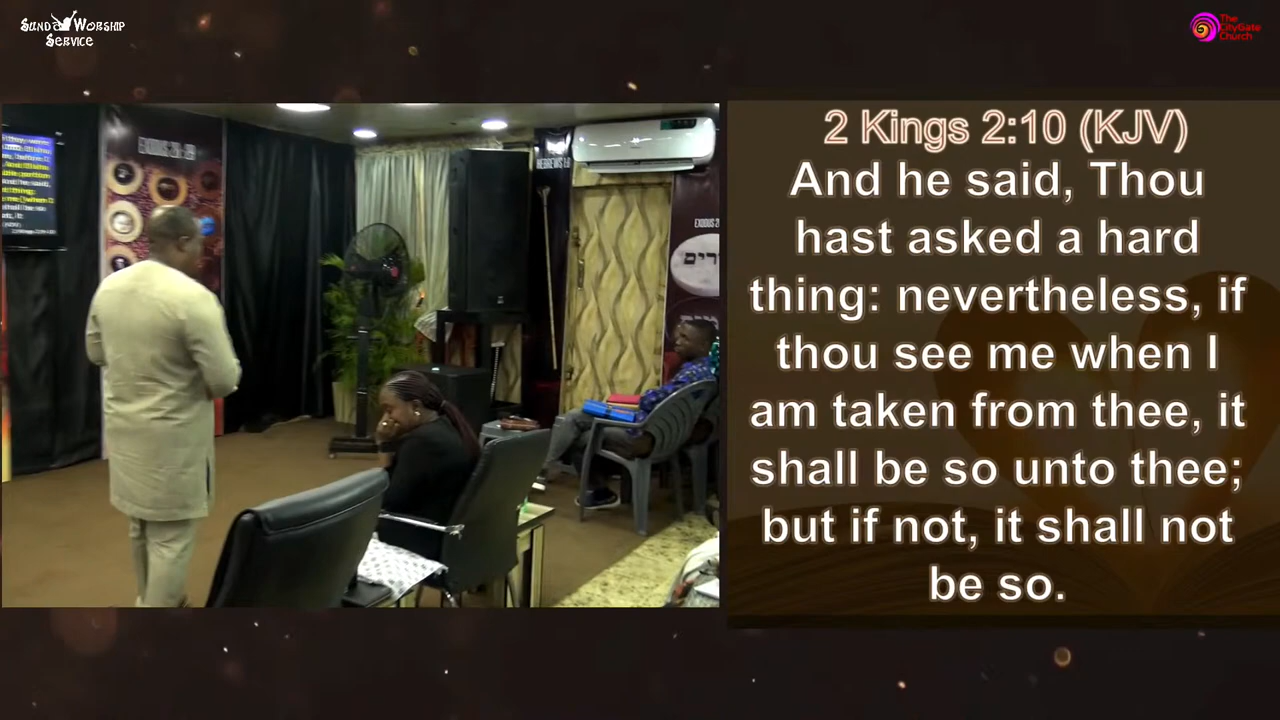 SUNDAY WORSHIP
SERVICE
The
CityGate
Church
2 Kings 2:10 (KJV)
And he said, Thou
hast asked a hard
thing: nevertheless, if
thou see me when I
am taken from thee, it
shall be so unto thee;
but if not, it shall not
be so.
HEBREWS